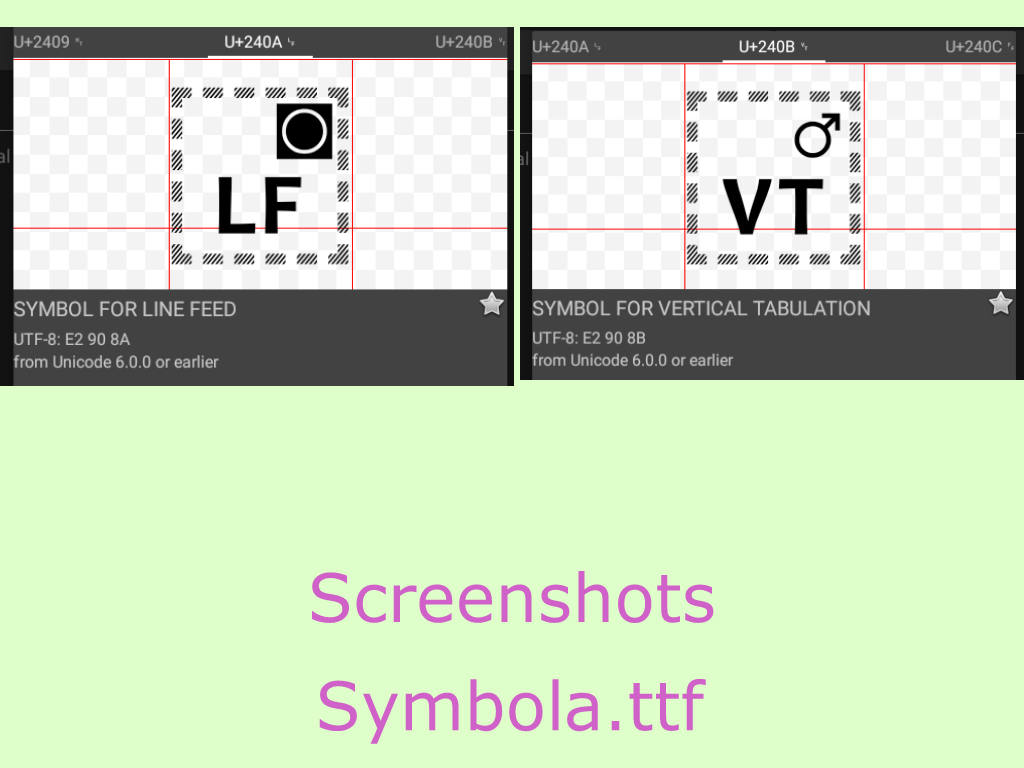 U+2409 U+240A U+240B
LF
SYMBOL FOR LINE FEED
UTF-8: E2 90 8A
from Unicode 6.0.0 or earlier
U+240A U+240B U+240C
al
♂
VT
SYMBOL FOR VERTICAL TABULATION
UTF-8: E2 90 8B
from Unicode 6.0.0 or earlier
Screenshots
Symbola.ttf